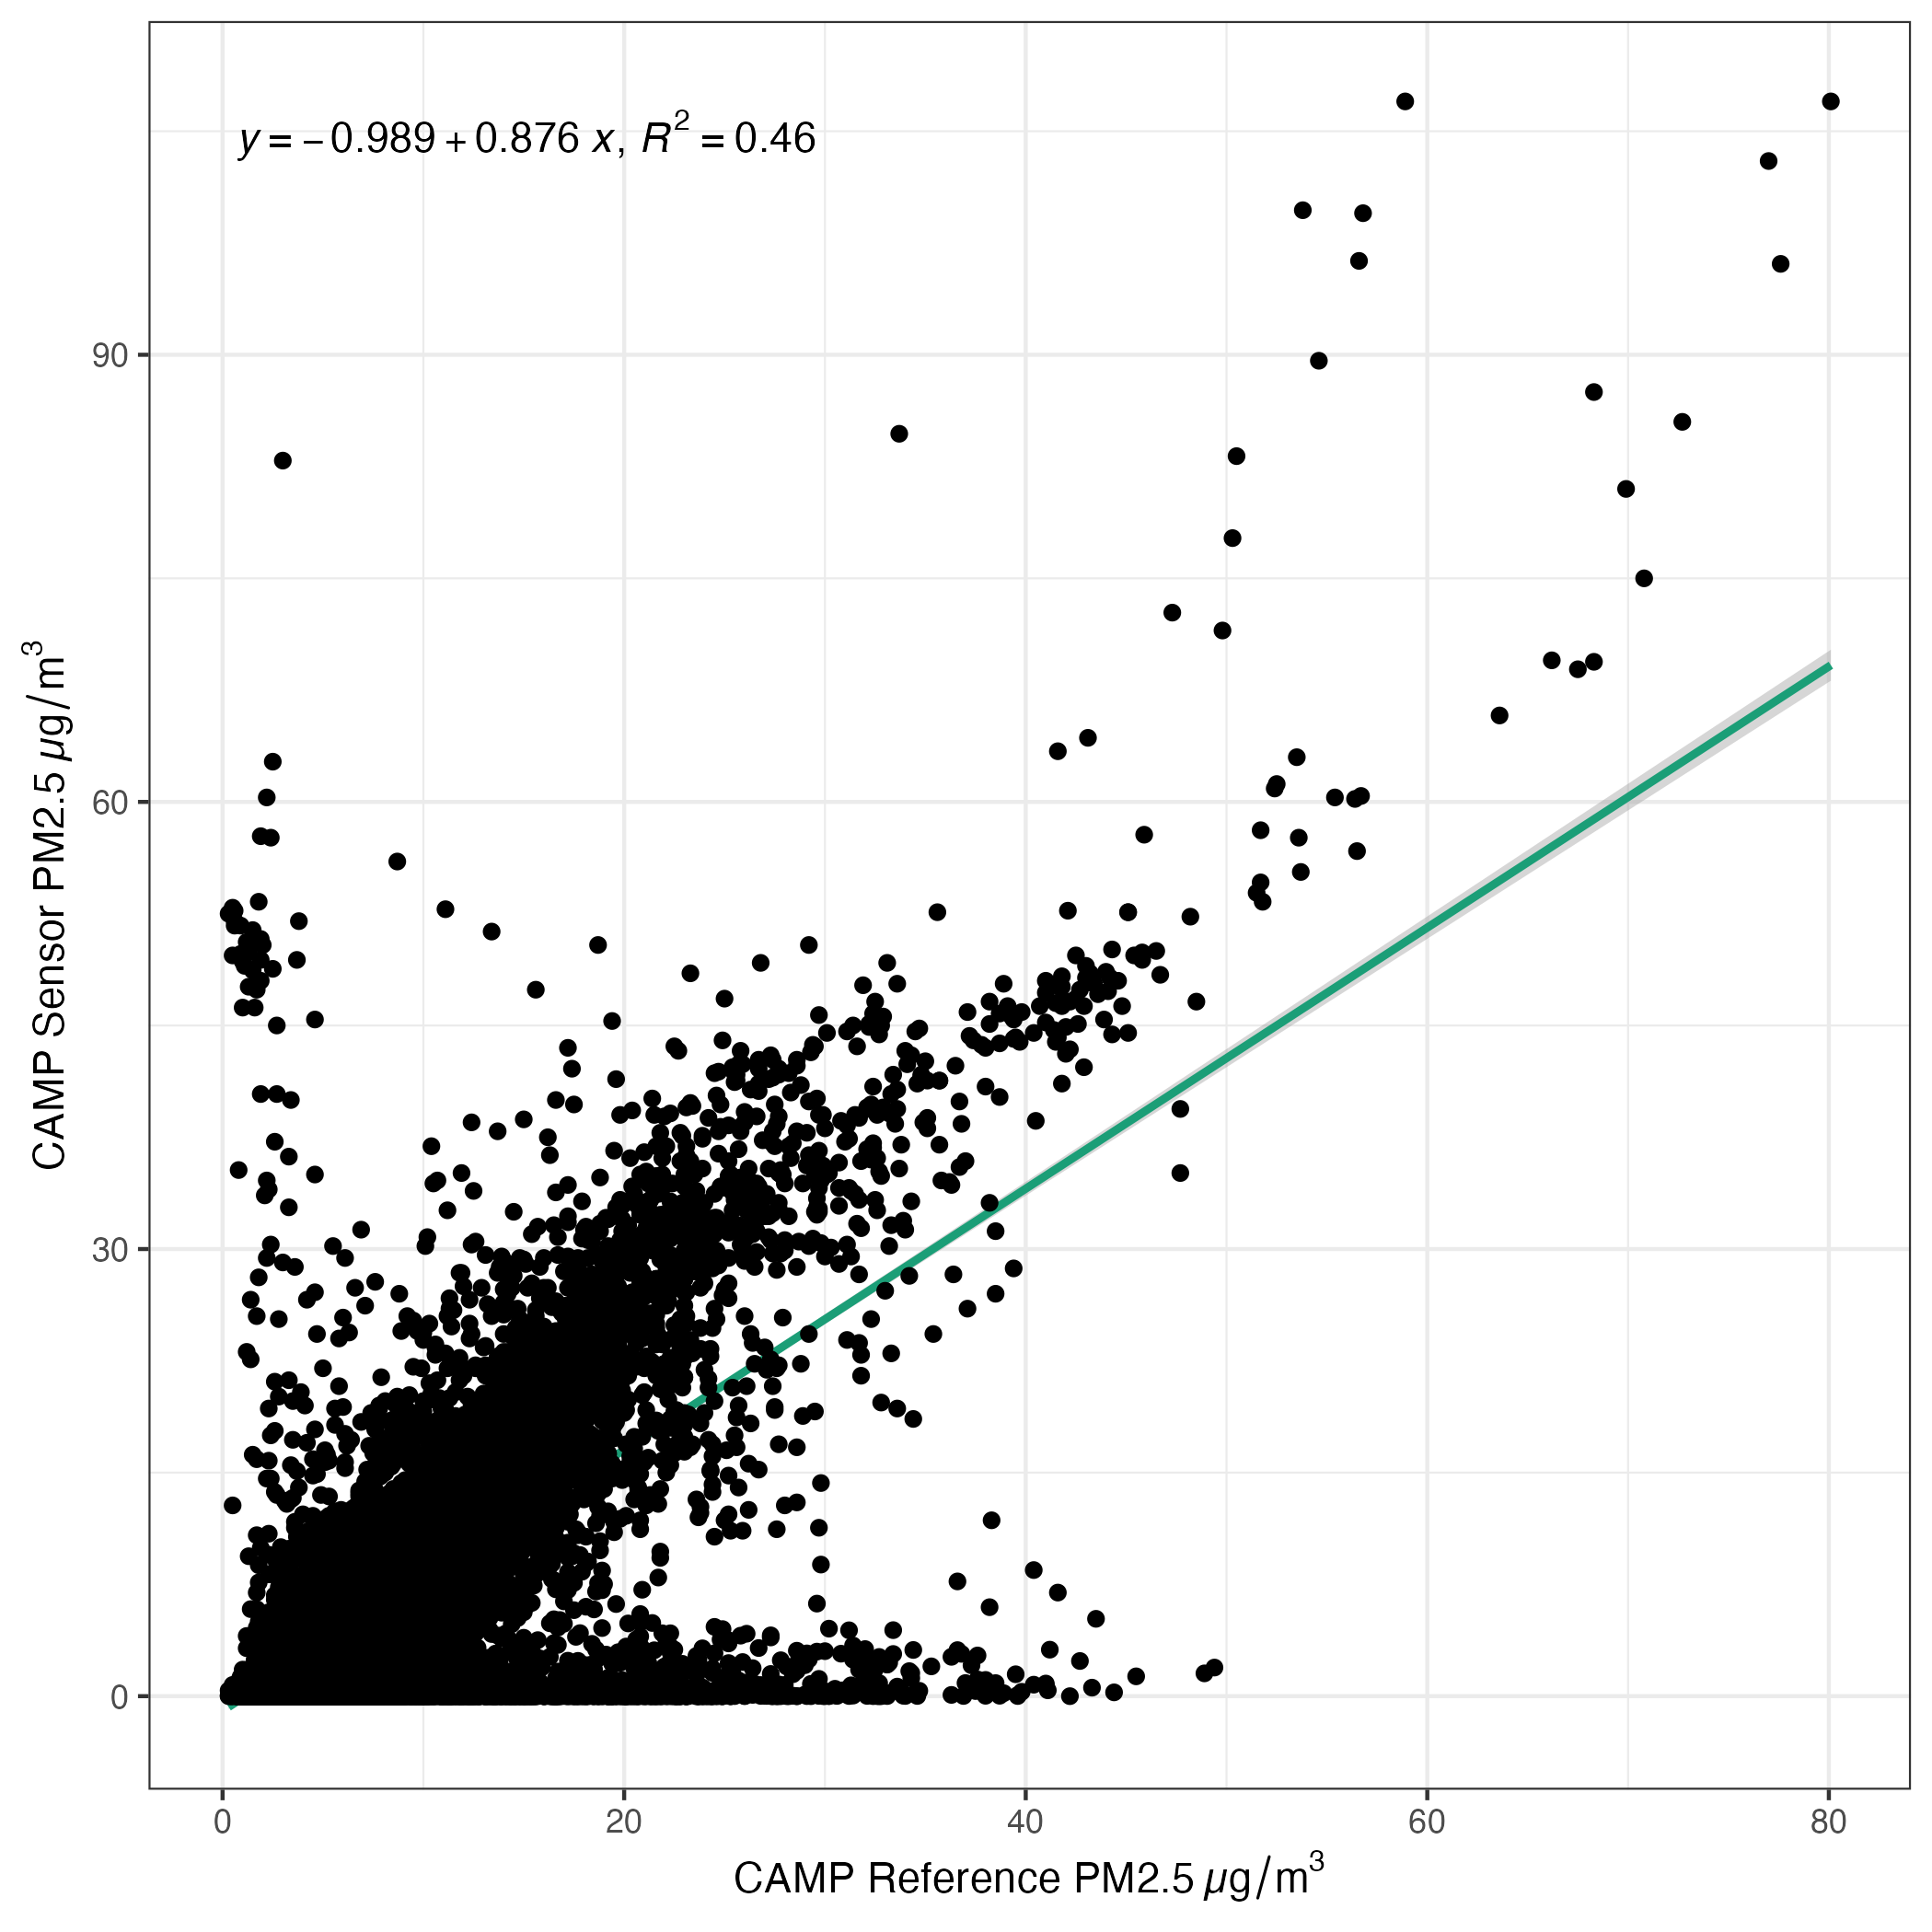 y = −0.989 + 0.876 x, R² = 0.46
90
60
30
0
CAMP Sensor PM2.5 μg/m³
0 20 40 60 80
CAMP Reference PM2.5 μg/m³